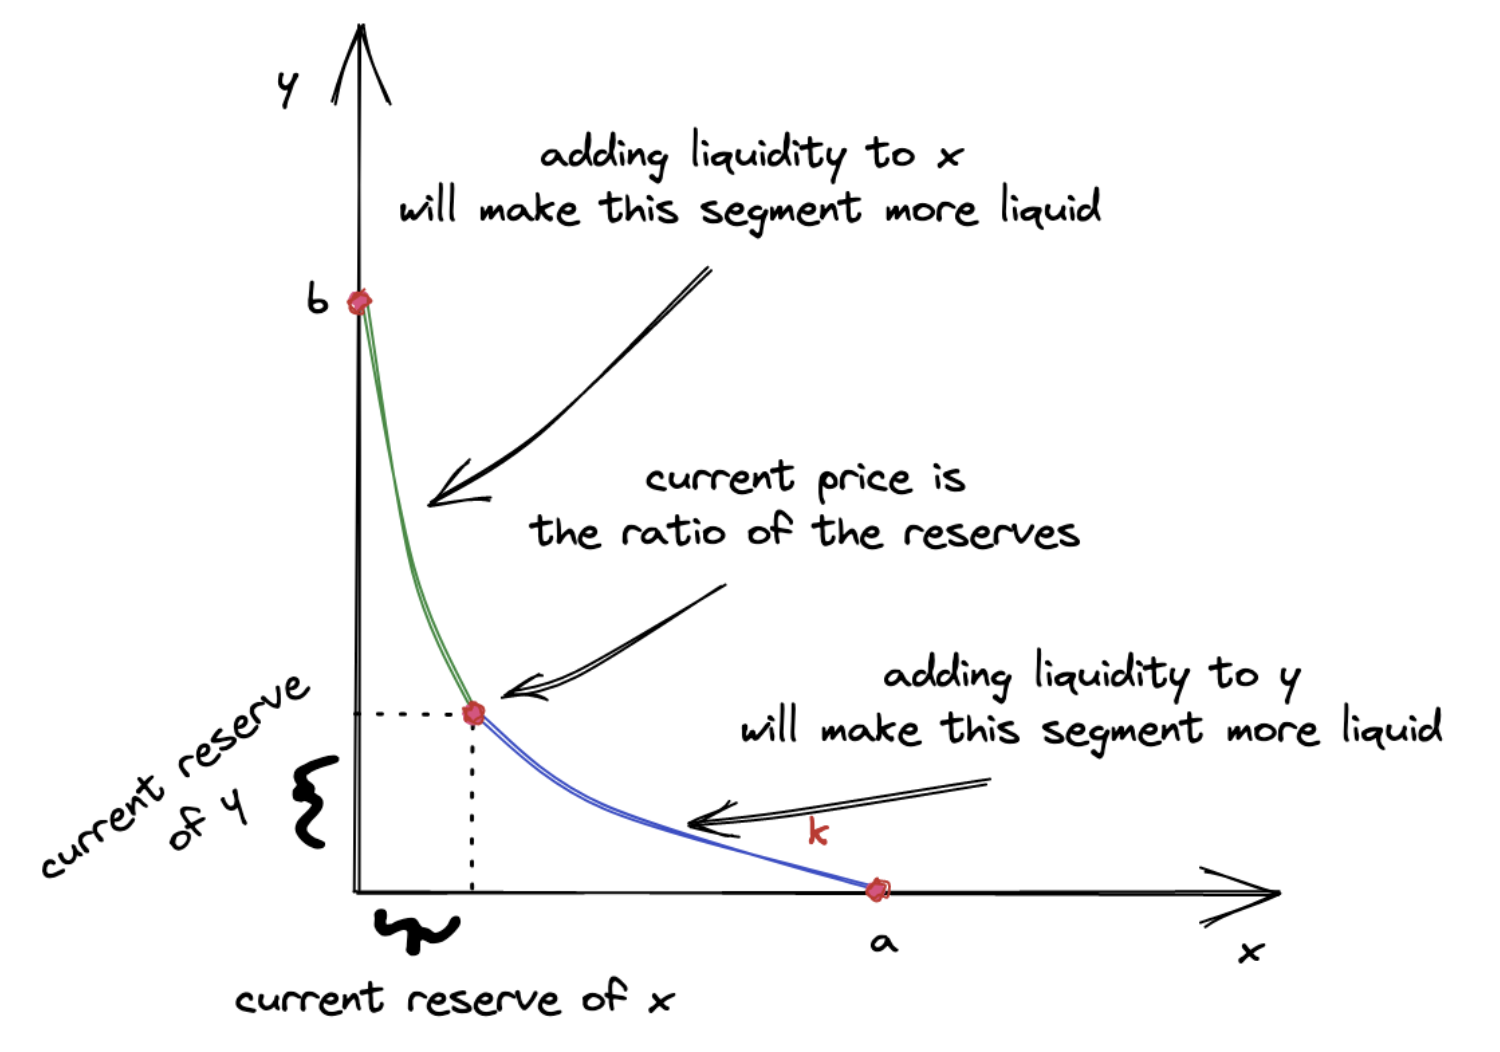 y
adding liquidity to x
will make this segment more liquid
b
current price is
the ratio of the reserves
adding liquidity to y
will make this segment more liquid
current reserve
of y
k
a
x
current reserve of x